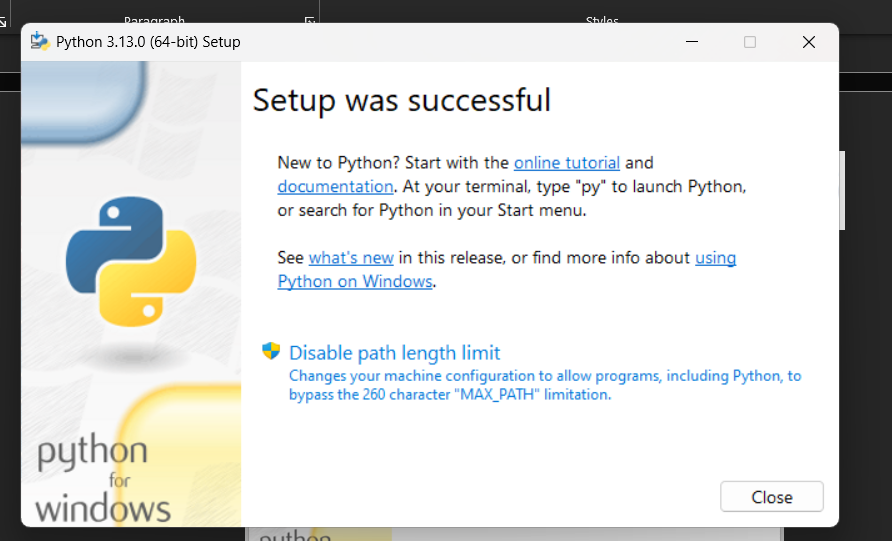 Paragraph
Styles
Python 3.13.0 (64-bit) Setup
Setup was successful
New to Python? Start with the online tutorial and
documentation. At your terminal, type "py" to launch Python,
or search for Python in your Start menu.
See what's new in this release, or find more info about using
Python on Windows.
Disable path length limit
Changes your machine configuration to allow programs, including Python, to
bypass the 260 character "MAX_PATH" limitation.
python
for
windows
Close
python